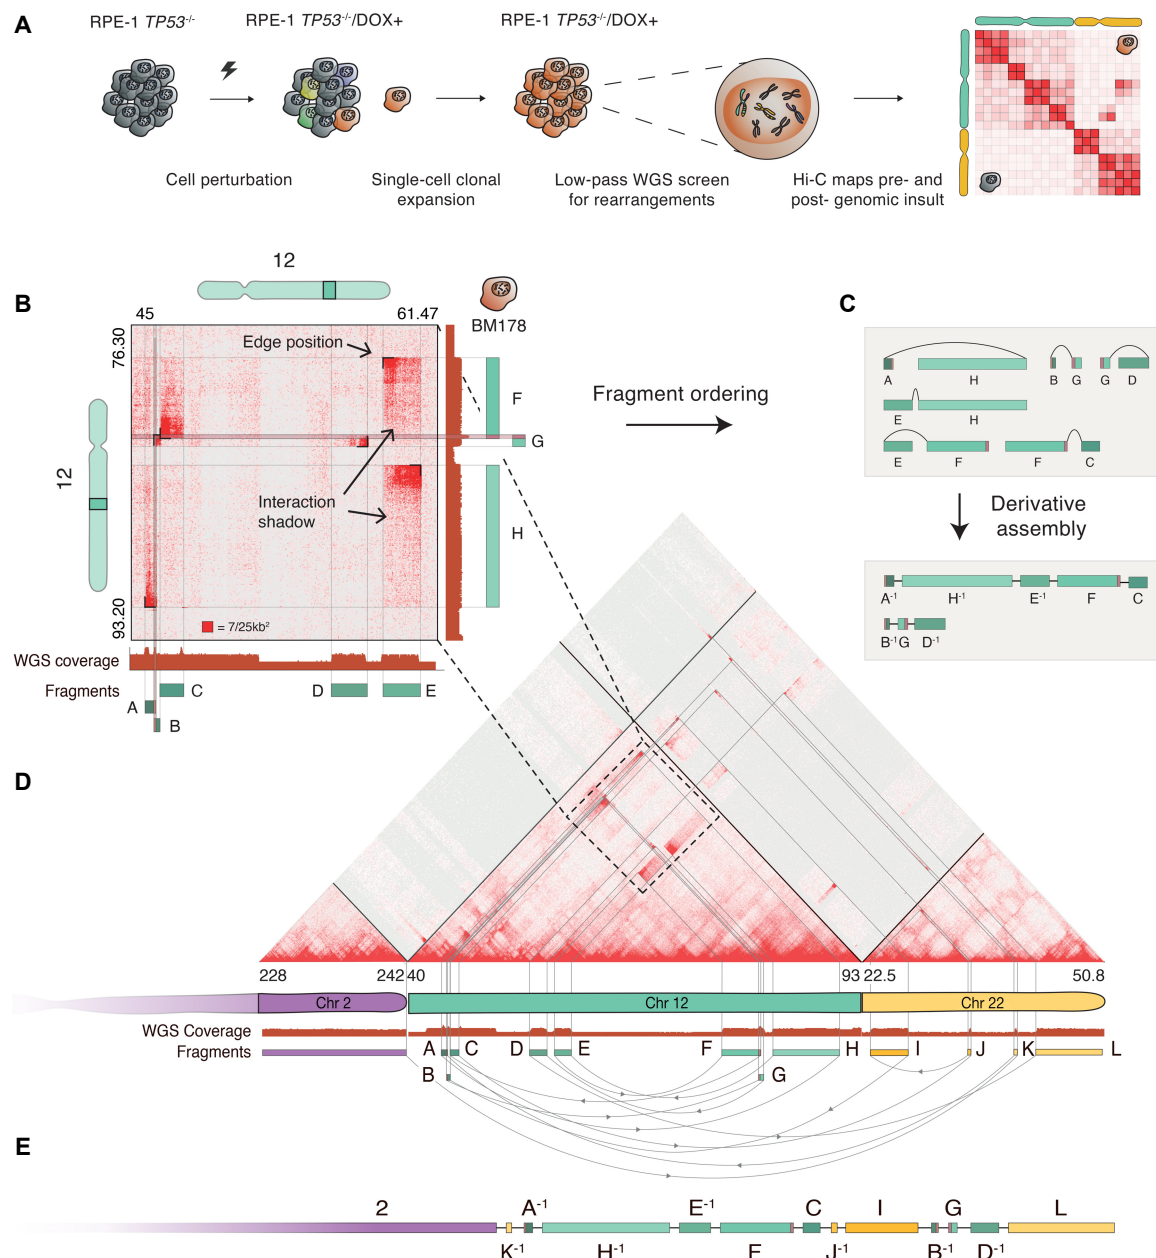 A
RPE-1 TP53-/-
RPE-1 TP53-/-/DOX+
RPE-1 TP53-/-/DOX+
Cell perturbation
Single-cell clonal
expansion
Low-pass WGS screen
for rearrangements
Hi-C maps pre- and
post- genomic insult
B
12
45
61.47
76.30
93.20
12
Edge position
Interaction
shadow
= 7/25kb²
BM178
F
G
H
WGS coverage
Fragments
A
B
C
D
E
Fragment ordering
C
A
H
B
G
G
D
E
H
E
F
F
C
Derivative
assembly
A-1
H-1
E-1
F
C
B-1
G
D-1
D
228
242
40
93
22.5
50.8
Chr 2
Chr 12
Chr 22
WGS Coverage
Fragments
A
C
D
E
F
H
I
J
K
L
B
G
E
2
A-1
E-1
C
I
G
L
K-1
H-1
F
J-1
B-1
D-1